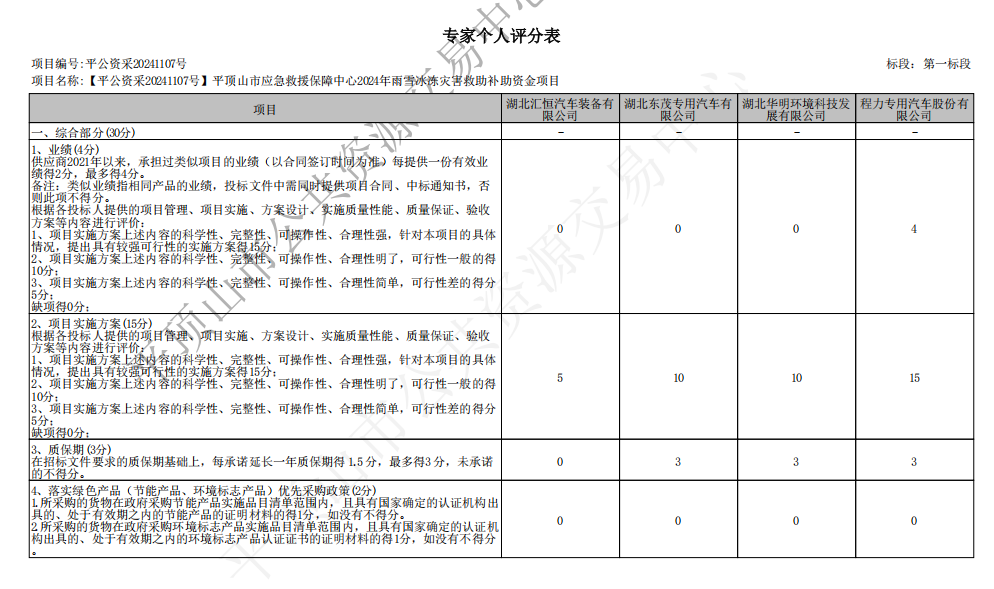 专家个人评分表
项目编号:平公资采20241107号
标段: 第一标段
项目名称:【平公资采20241107号】平顶山市应急救援保障中心2024年雨雪冰冻灾害救助补助资金项目
项目
湖北汇恒汽车装备有
限公司
湖北东茂专用汽车有
限公司
湖北华明环境科技发
展有限公司
程力专用汽车股份有
限公司
一、综合部分(30分)
-
-
-
-
1、业绩(4分)
供应商2021年以来,承担过类似项目的业绩(以合同签订时间为准)每提供一份有效业
绩得2分,最多得4分。
备注:类似业绩指相同产品的业绩,投标文件中需同时提供项目合同、中标通知书,否
则此项不得分。
根据各投标人提供的项目管理、项目实施、方案设计、实施质量性能、质量保证、验收
方案等内容进行评价:
1、项目实施方案上述内容的科学性、完整性、可操作性、合理性强,针对本项目的具体
情况,提出具有较强可行性的实施方案得15分;
2、项目实施方案上述内容的科学性、完整性、可操作性、合理性明了,可行性一般的得
10分;
3、项目实施方案上述内容的科学性、完整性、可操作性、合理性简单,可行性差的得分
5分;
缺项得0分;
0
0
0
4
2、项目实施方案(15分)
根据各投标人提供的项目管理、项目实施、方案设计、实施质量性能、质量保证、验收
方案等内容进行评价:
1、项目实施方案上述内容的科学性、完整性、可操作性、合理性强,针对本项目的具体
情况,提出具有较强可行性的实施方案得15分;
2、项目实施方案上述内容的科学性、完整性、可操作性、合理性明了,可行性一般的得
10分;
3、项目实施方案上述内容的科学性、完整性、可操作性、合理性简单,可行性差的得分
5分;
缺项得0分;
5
10
10
15
3、质保期(3分)
在招标文件要求的质保期基础上,每承诺延长一年质保期得 1.5 分,最多得3 分,未承诺
的不得分。
0
3
3
3
4、落实绿色产品(节能产品、环境标志产品)优先采购政策(2分)
1.所采购的货物在政府采购节能产品实施品目清单范围内,且具有国家确定的认证机构出
具的、处于有效期之内的节能产品的证明材料的得1分,如没有不得分。
2.所采购的货物在政府采购环境标志产品实施品目清单范围内,且具有国家确定的认证机
构出具的、处于有效期之内的环境标志产品认证证书的证明材料的得1分,如没有不得分
。
0
0
0
0
平顶山市公共资源交易中心
平顶山市公共资源交易中心